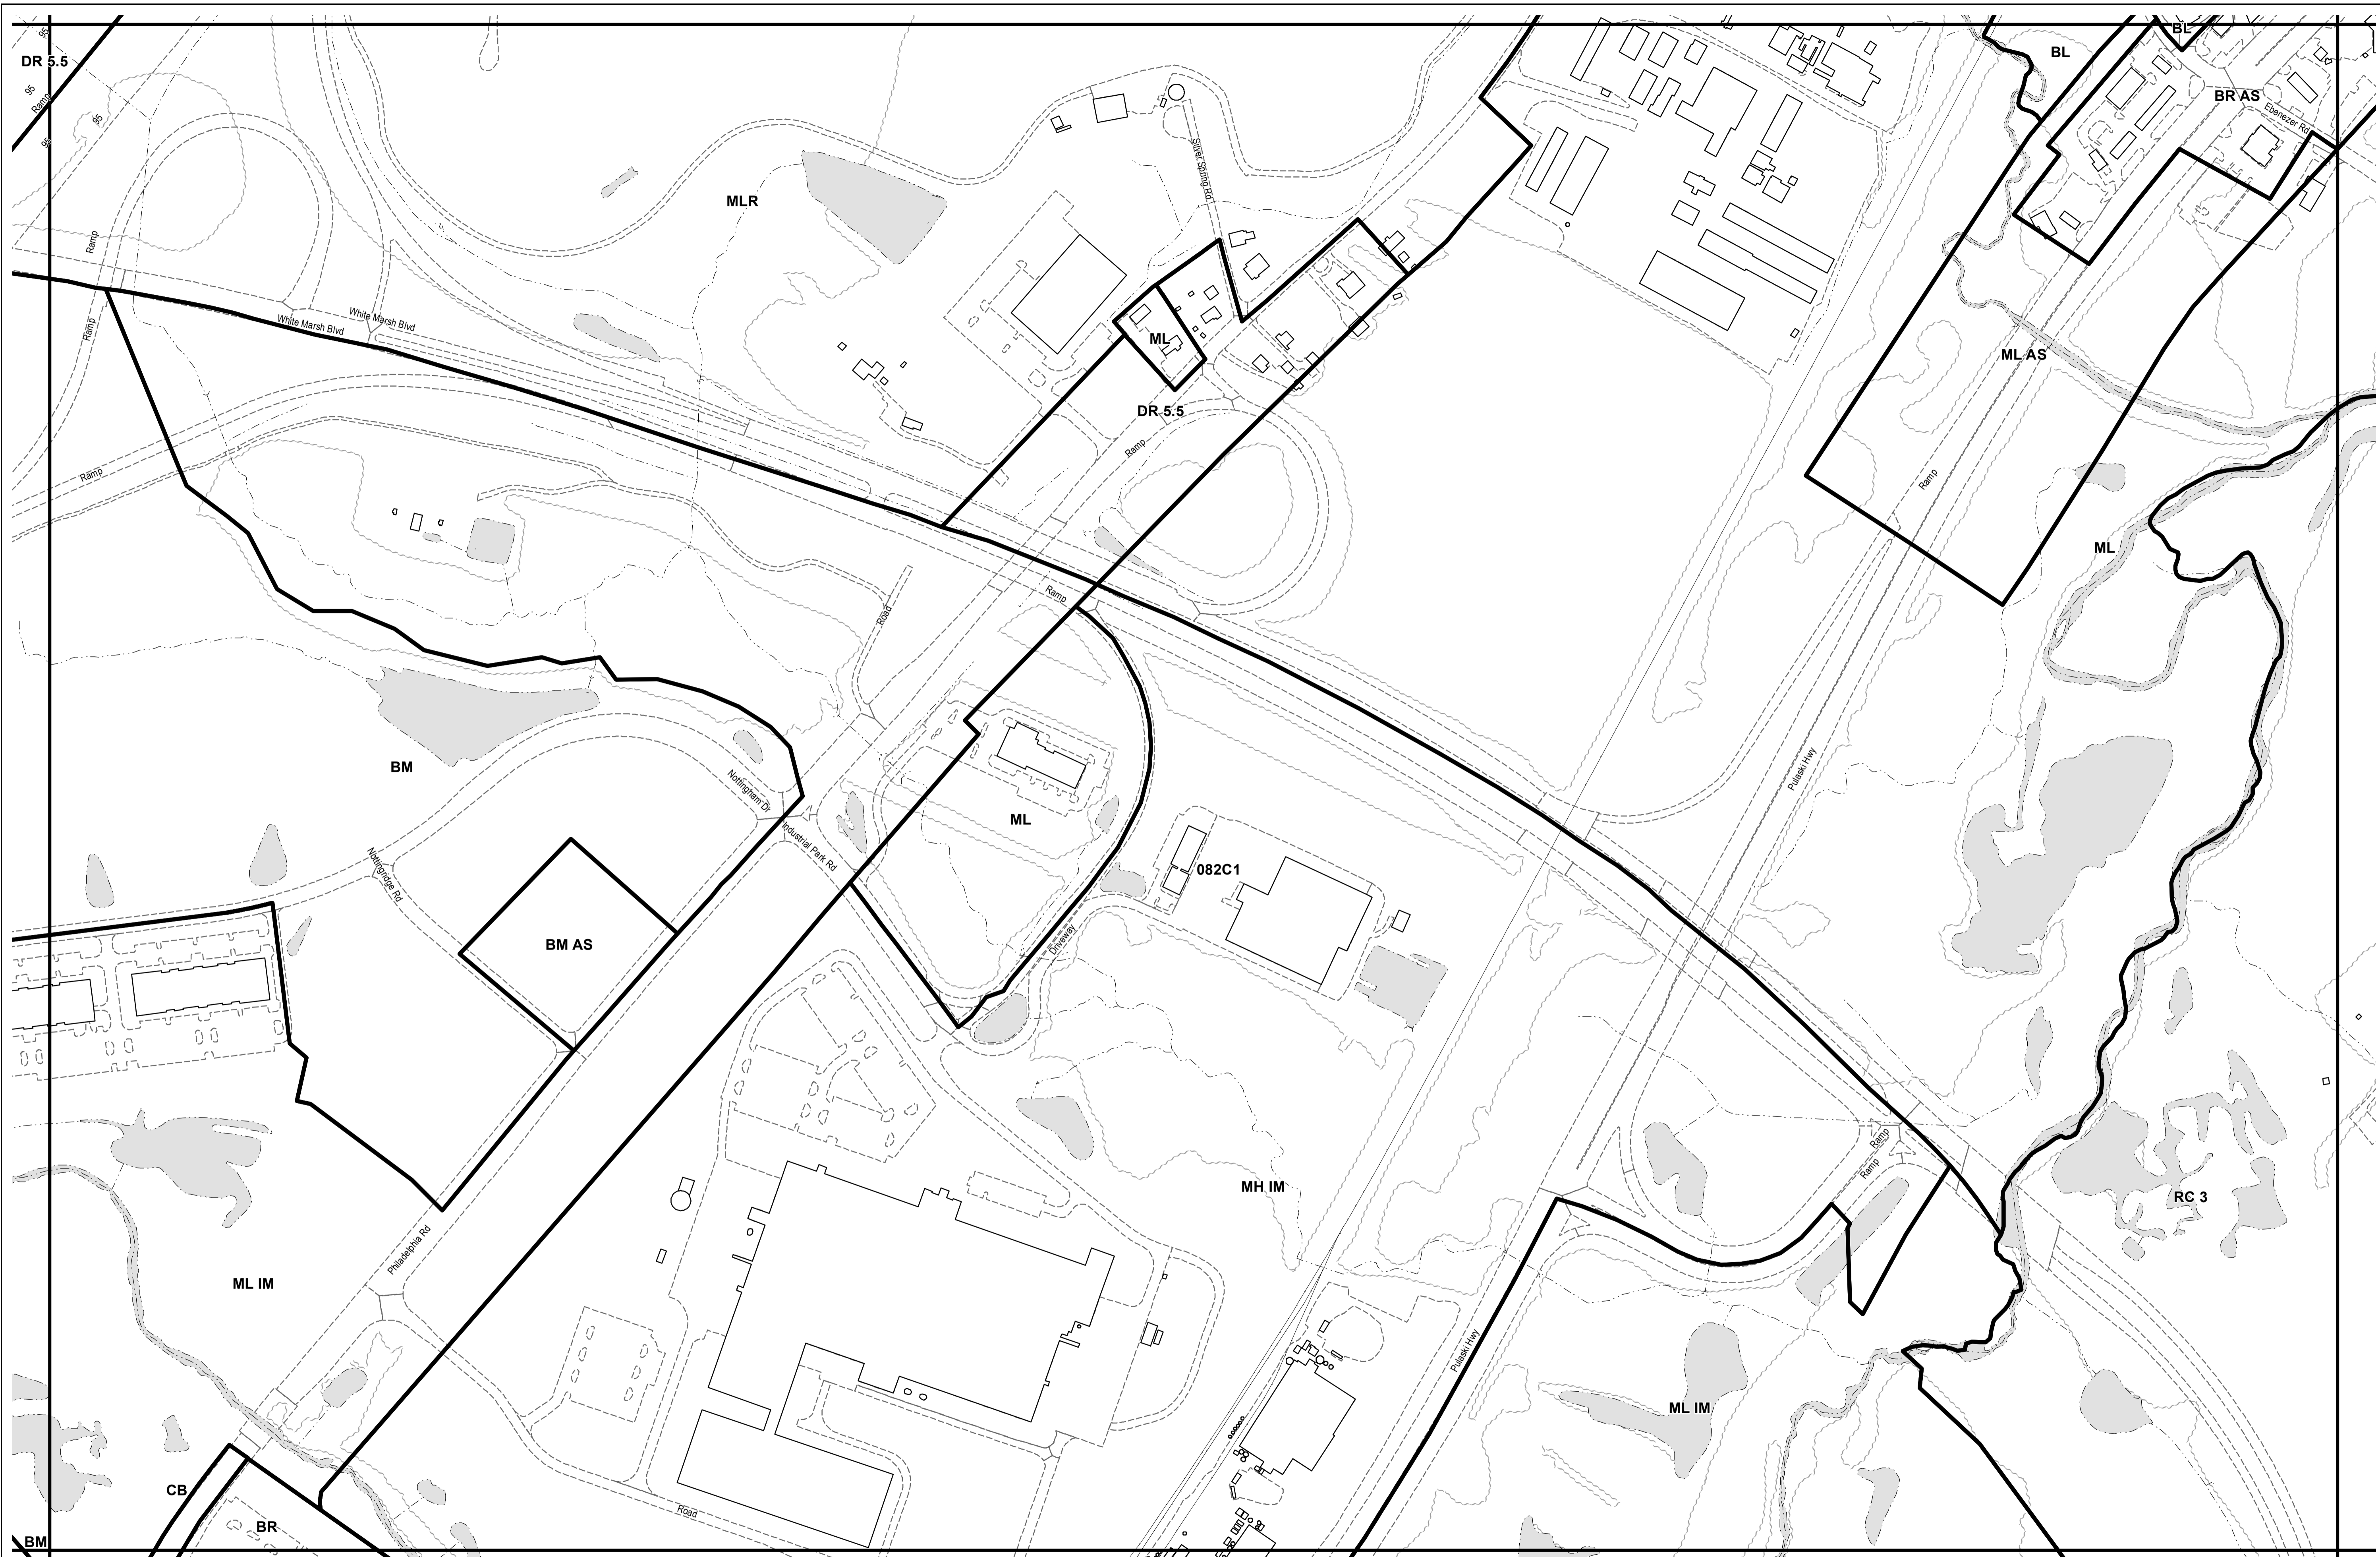 95
BL
BL
DR 5.5
95
Ramp
95
95
BR AS
Ebenezer Rd
Silver Spring Rd
MLR
Ramp
White Marsh Blvd
White Marsh Blvd
Ramp
ML
ML AS
DR 5.5
Ramp
Ramp
Ramp
ML
Ramp
Road
BM
Nottingham Dr
Pulaski Hwy
ML
Industrial Park Rd
Nottingridge Rd
082C1
BM AS
Driveway
Ramp
Ramp
MH IM
RC 3
Philadelphia Rd
ML IM
Pulaski Hwy
ML IM
CB
Road
BR
BM